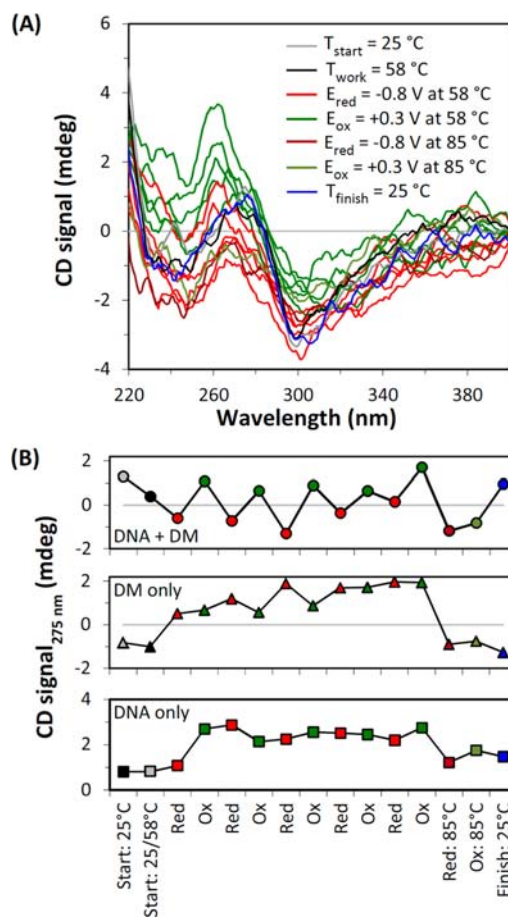 (A)
CD signal (mdeg)
6
4
2
0
-2
-4
220
260
300
340
380
Wavelength (nm)
T_start = 25 °C
T_work = 58 °C
E_red = -0.8 V at 58 °C
E_ox = +0.3 V at 58 °C
E_red = -0.8 V at 85 °C
E_ox = +0.3 V at 85 °C
T_finish = 25 °C
(B)
CD signal_275 nm (mdeg)
2
0
-2
DNA + DM
2
0
-2
DM only
4
2
0
DNA only
Start: 25°C
Start: 25/58°C
Red
Ox
Red
Ox
Red
Ox
Red
Ox
Red
Ox
Red: 85°C
Ox: 85°C
Finish: 25°C